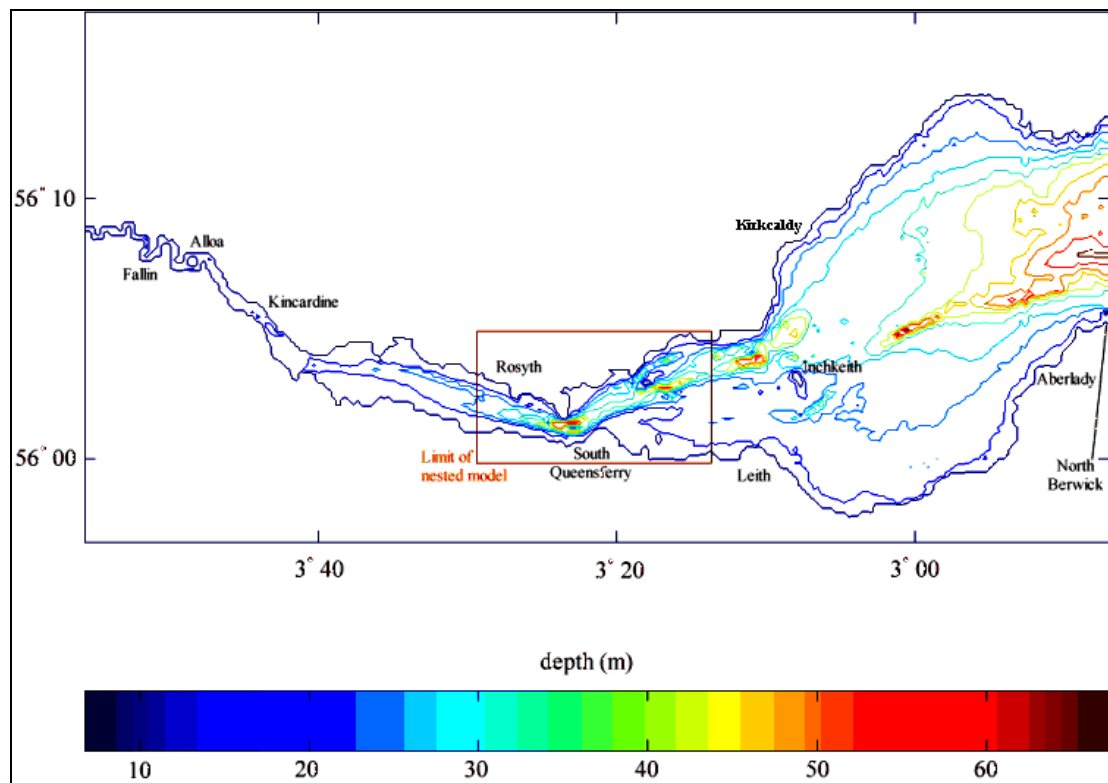 56° 10
Kirkcaldy
Alloa
Fallin
Kincardine
Rosyth
Inchkeith
Aberlady
Limit of
nested model
South
Queensferry
Leith
North
Berwick
56° 00
3° 40
3° 20
3° 00
depth (m)
10
20
30
40
50
60